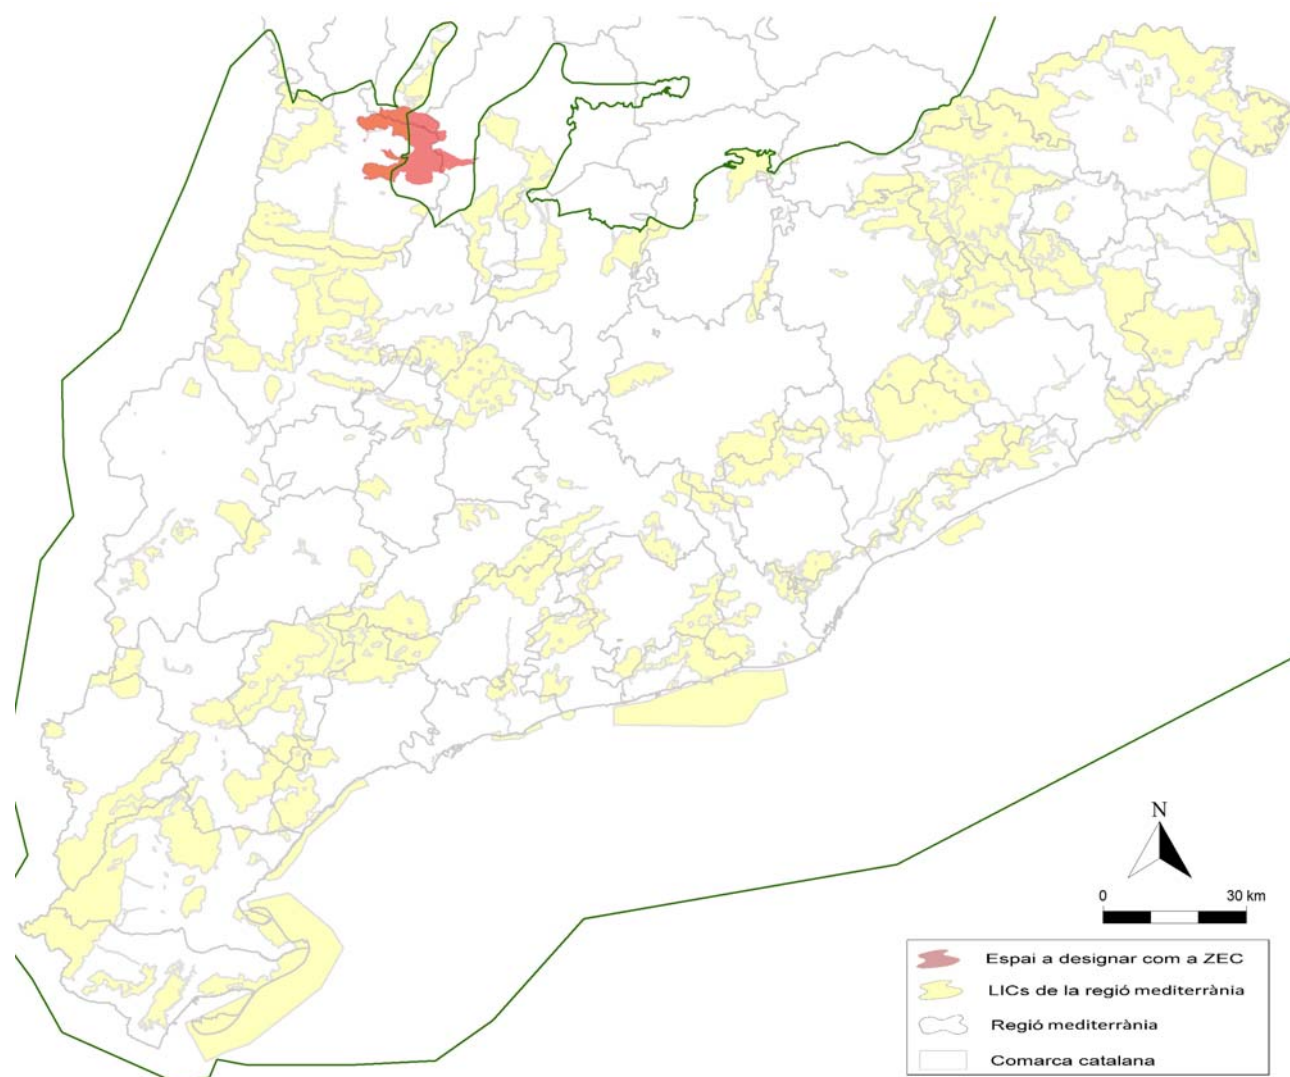 N
0 30 km
Espai a designar com a ZEC
LICs de la regió mediterrània
Regió mediterrània
Comarca catalana